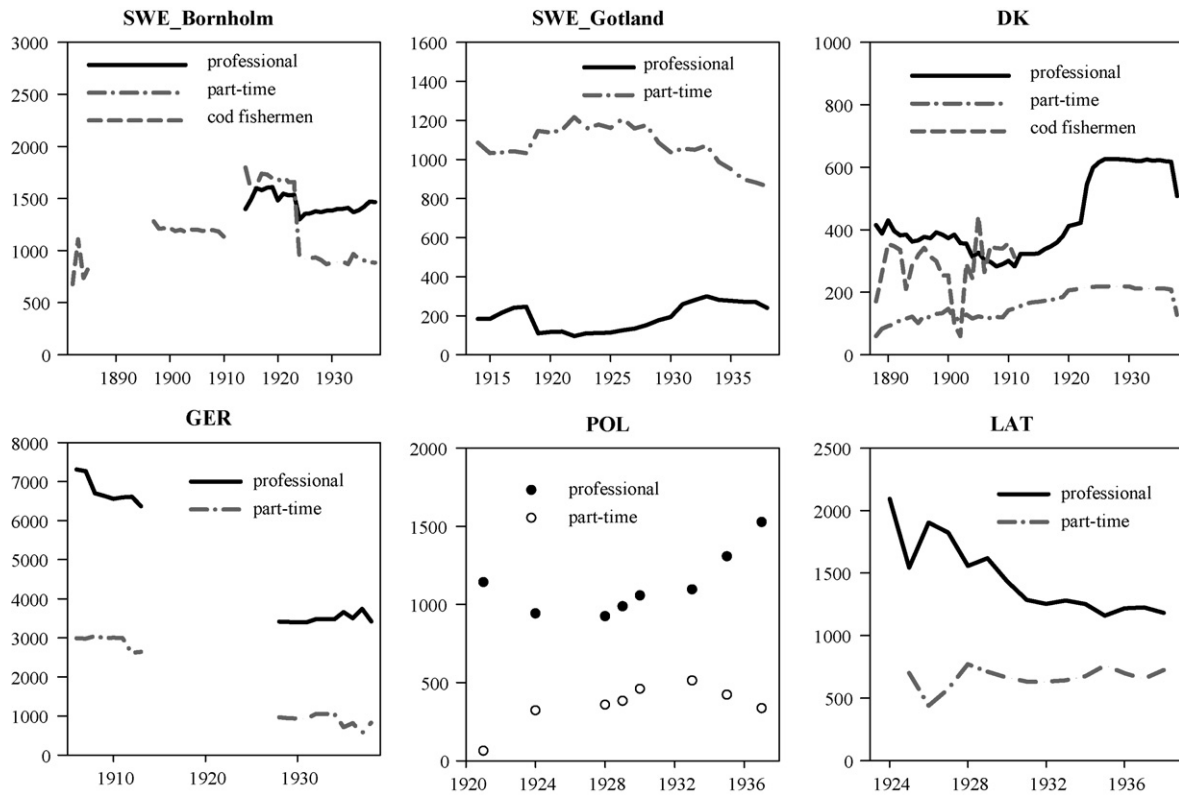 SWE_Bornholm
3000
2500
2000
1500
1000
500
0
professional
part-time
cod fishermen
1890 1900 1910 1920 1930
SWE_Gotland
1600
1400
1200
1000
800
600
400
200
0
professional
part-time
1915 1920 1925 1930 1935
DK
1000
800
600
400
200
0
professional
part-time
cod fishermen
1890 1900 1910 1920 1930
GER
8000
7000
6000
5000
4000
3000
2000
1000
0
professional
part-time
1910 1920 1930
POL
2000
1500
1000
500
0
professional
part-time
1920 1924 1928 1932 1936
LAT
2500
2000
1500
1000
500
0
professional
part-time
1924 1928 1932 1936